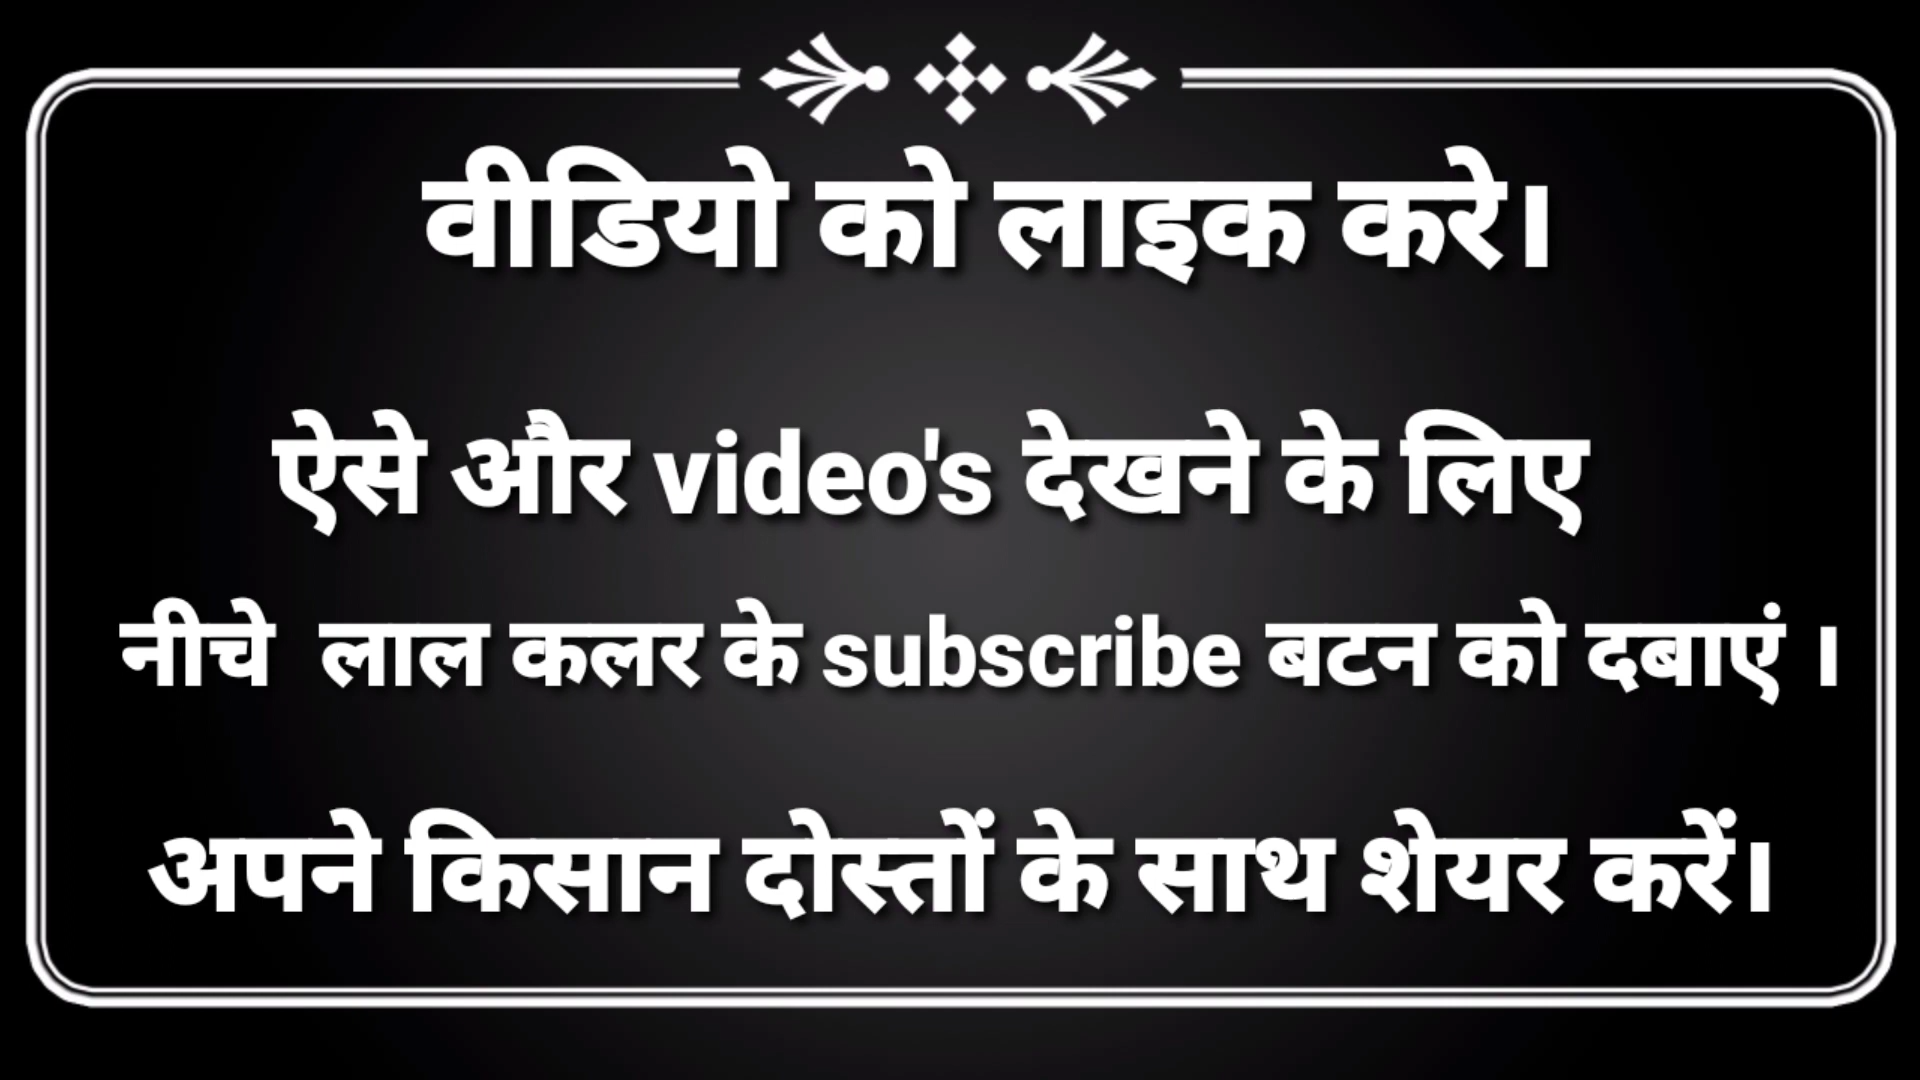 वीडियो को लाइक करे।
ऐसे और video's देखने के लिए
नीचे लाल कलर के subscribe बटन को दबाएं ।
अपने किसान दोस्तों के साथ शेयर करें।